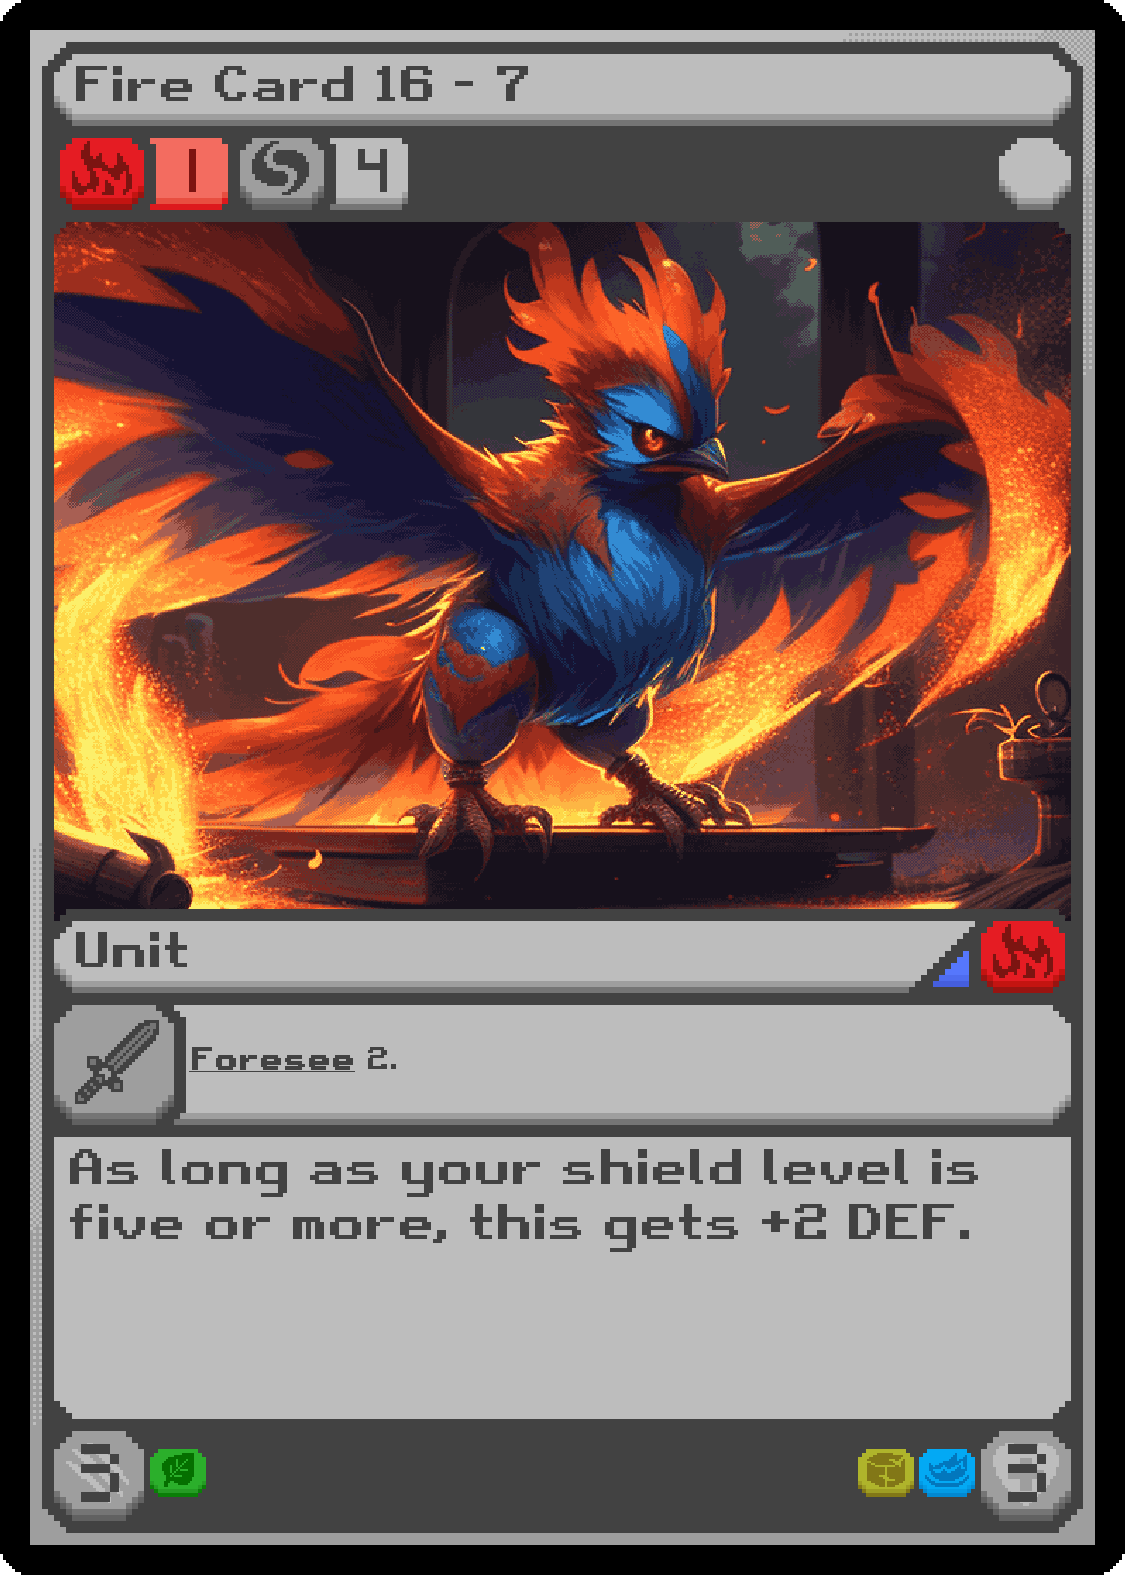 Fire Card 16 - 7
1 4
Unit
Foresee 2.
As long as your shield level is
five or more, this gets +2 DEF.
3 3